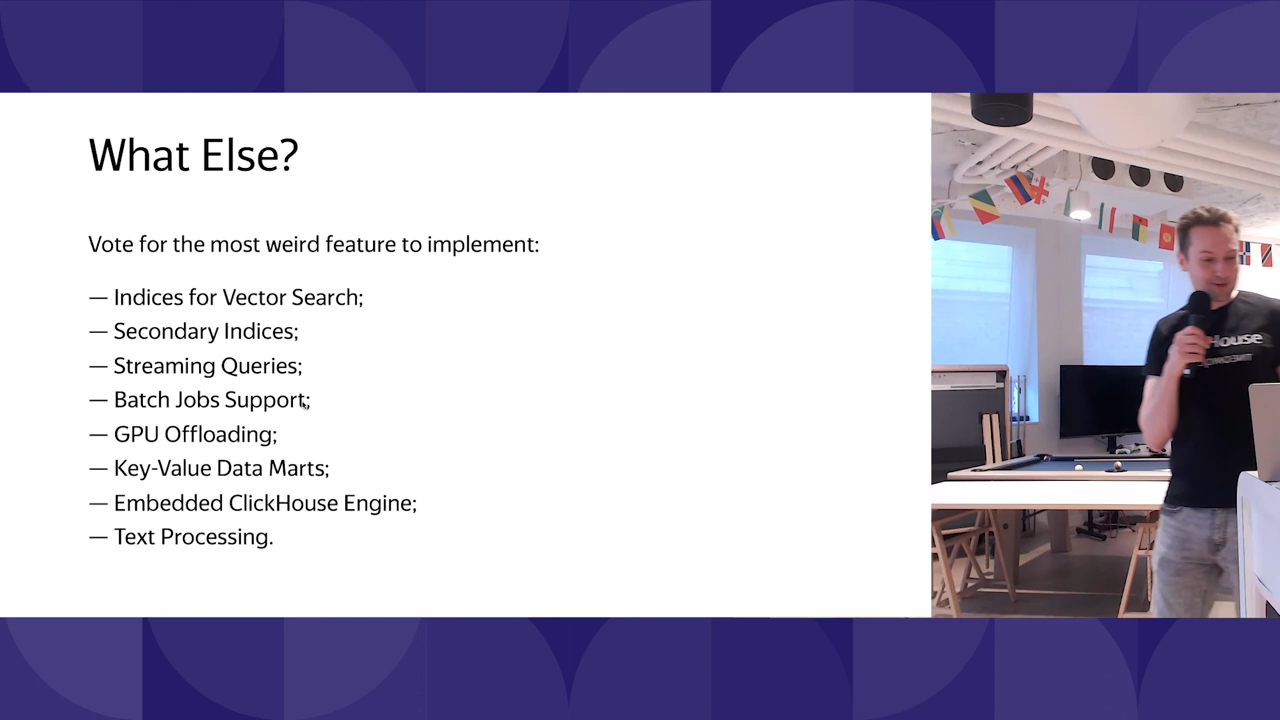 What Else?
Vote for the most weird feature to implement:
— Indices for Vector Search;
— Secondary Indices;
— Streaming Queries;
— Batch Jobs Support;
— GPU Offloading;
— Key-Value Data Marts;
— Embedded ClickHouse Engine;
— Text Processing.
House